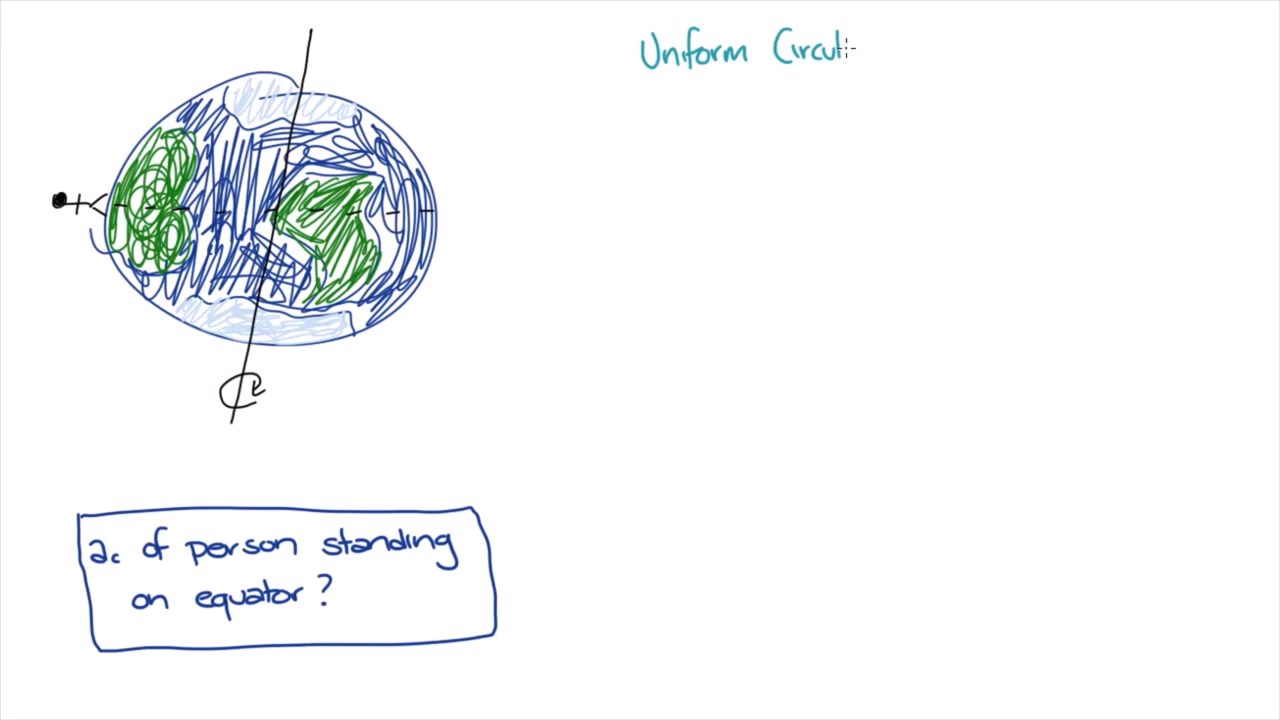 Uniform Circul
ac of person standing
on equator?